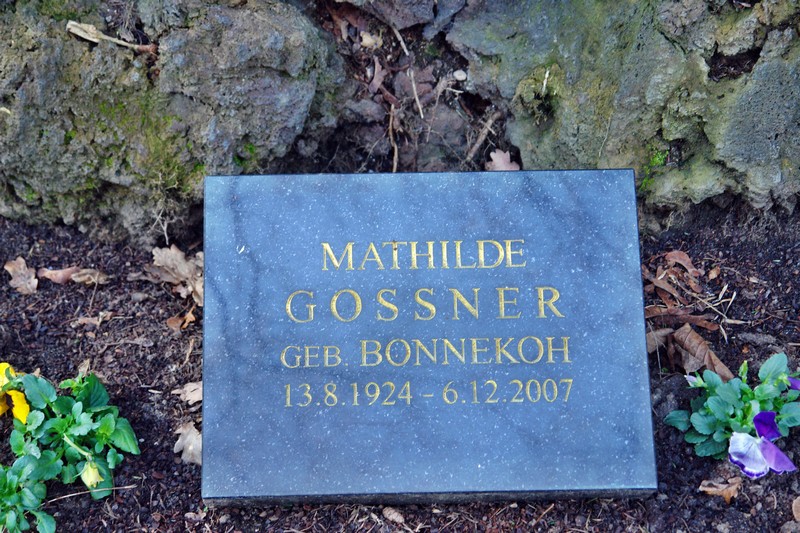 MATHILDE
GOSSNER
GEB. BONNEKOH
13.8.1924 - 6.12.2007